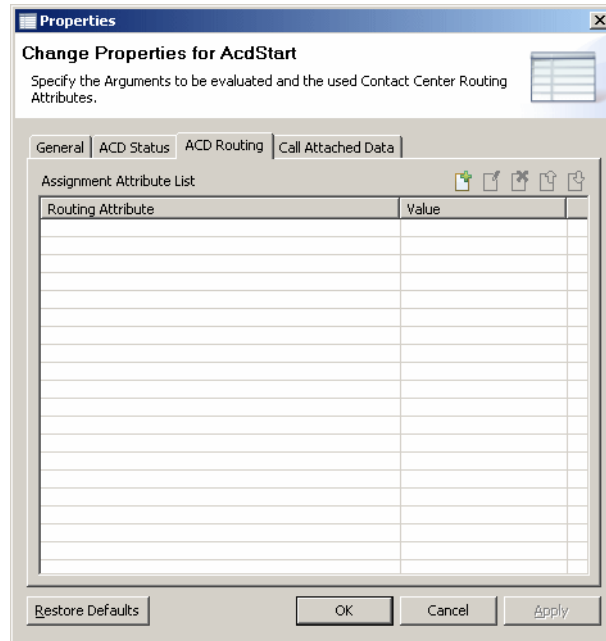 Properties
Change Properties for AcdStart
Specify the Arguments to be evaluated and the used Contact Center Routing
Attributes.
General ACD Status ACD Routing Call Attached Data
Assignment Attribute List
Routing Attribute Value
Restore Defaults OK Cancel Apply